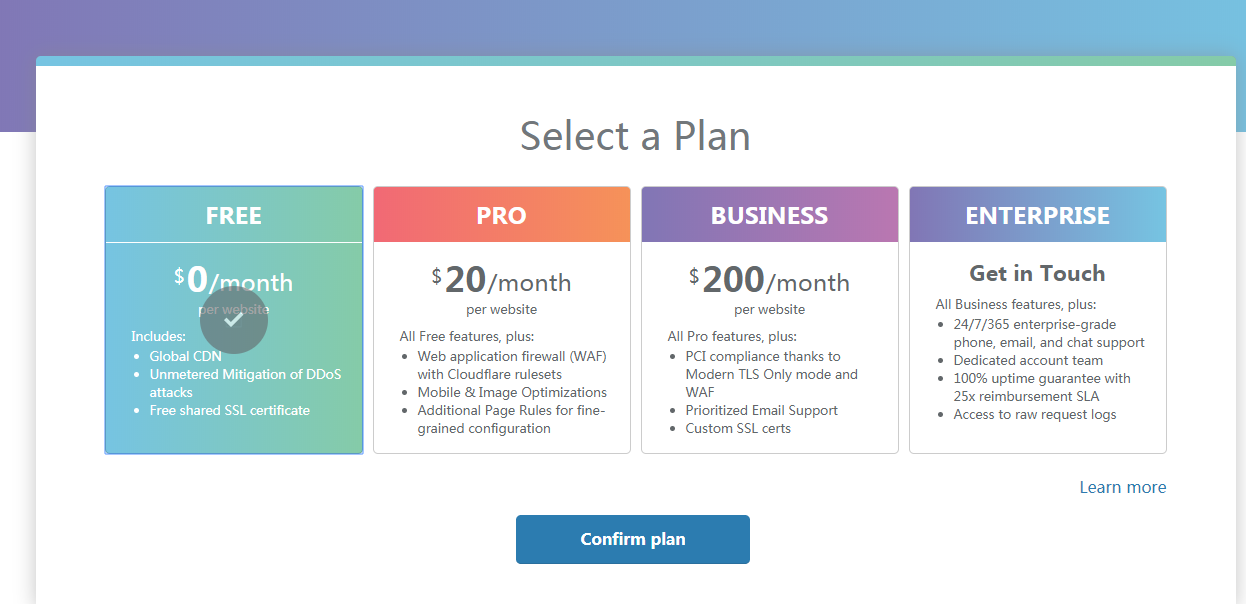 Select a Plan
FREE
$0/month
per website
Includes:
Global CDN
Unmetered Mitigation of DDoS
attacks
Free shared SSL certificate
PRO
$20/month
per website
All Free features, plus:
Web application firewall (WAF)
with Cloudflare rulesets
Mobile & Image Optimizations
Additional Page Rules for fine-
grained configuration
BUSINESS
$200/month
per website
All Pro features, plus:
PCI compliance thanks to
Modern TLS Only mode and
WAF
Prioritized Email Support
Custom SSL certs
ENTERPRISE
Get in Touch
All Business features, plus:
24/7/365 enterprise-grade
phone, email, and chat support
Dedicated account team
100% uptime guarantee with
25x reimbursement SLA
Access to raw request logs
Learn more
Confirm plan